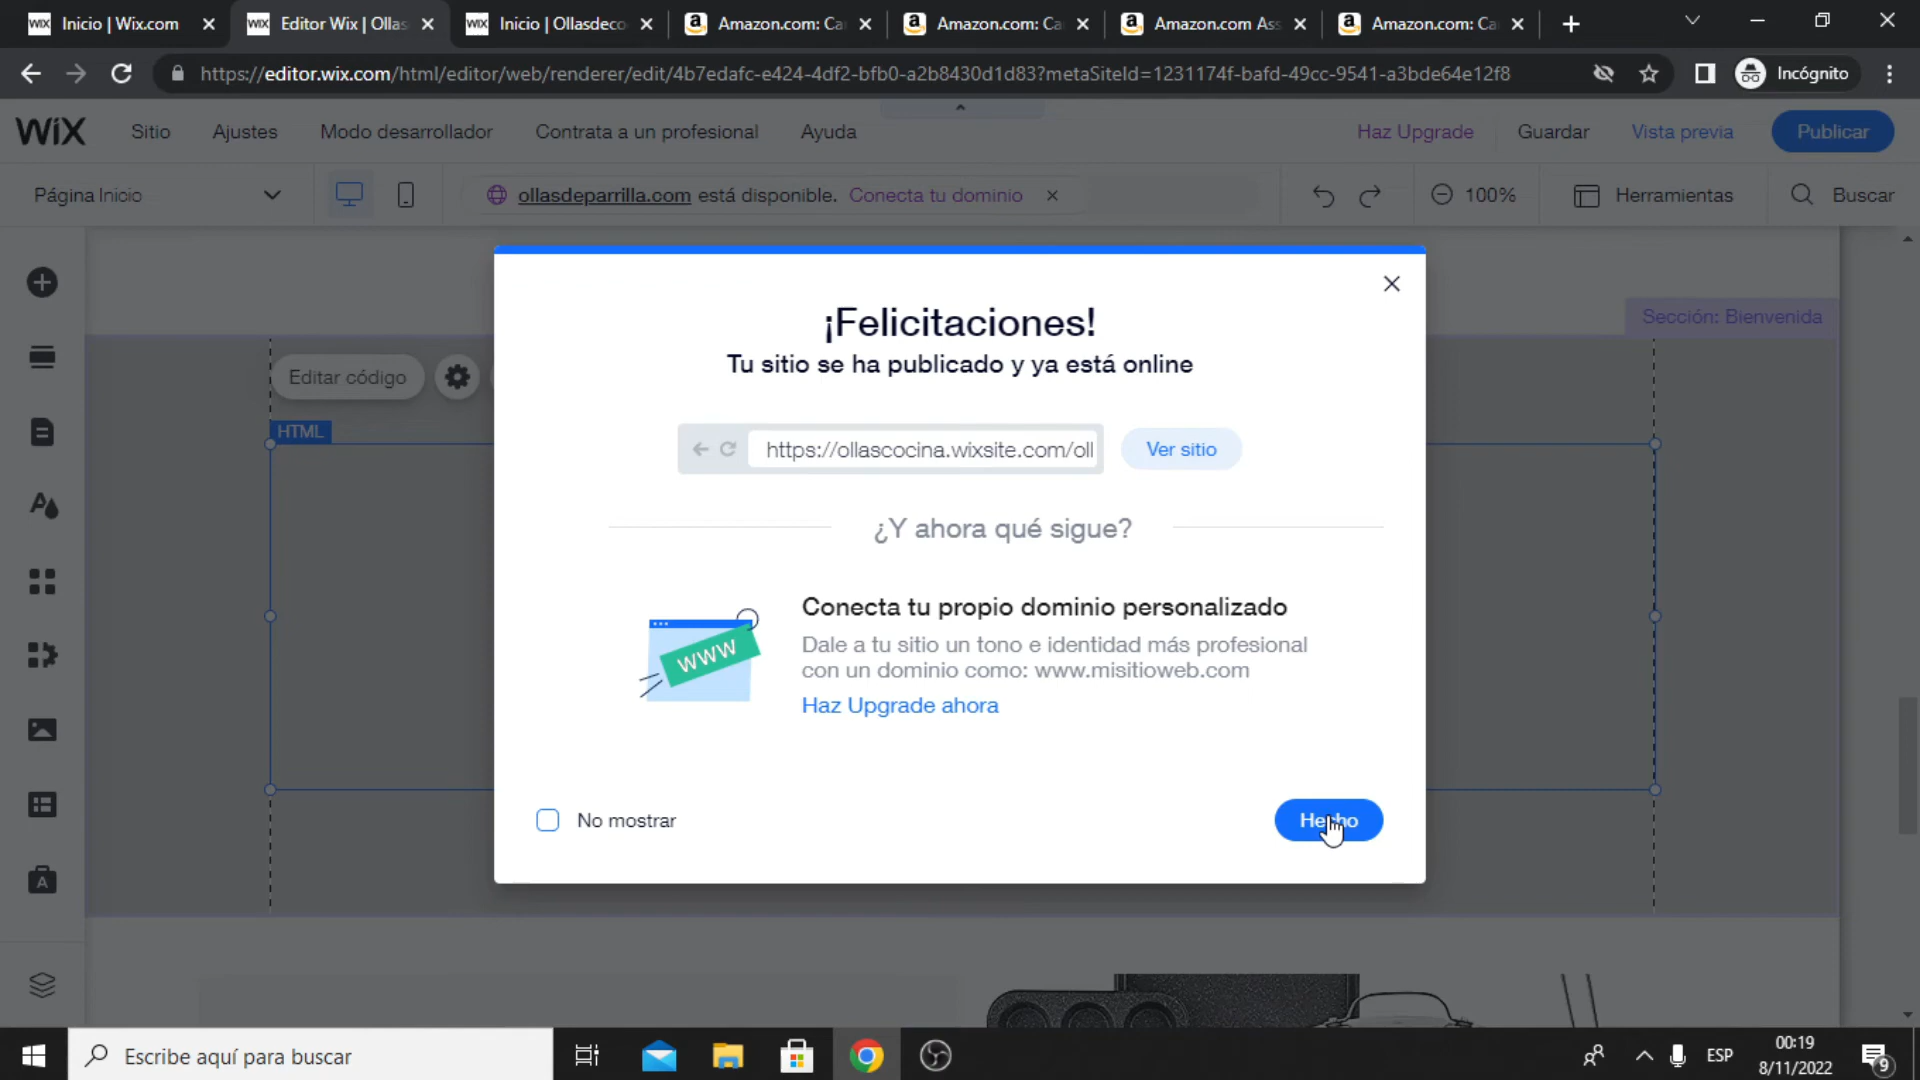 Inicio | Wix.com
Editor Wix | Ollas
Inicio | Ollasdeco
Amazon.com: Ca
Amazon.com: Ca
Amazon.com Ass
Amazon.com: Ca
https://editor.wix.com/html/editor/web/renderer/edit/4b7edafc-e424-4df2-bfb0-a2b8430d1d83?metaSiteId=1231174f-bafd-49cc-9541-a3bde64e12f8
Incógnito
WiX
Sitio
Ajustes
Modo desarrollador
Contrata a un profesional
Ayuda
Haz Upgrade
Guardar
Vista previa
Publicar
Página Inicio
ollasdeparrilla.com está disponible. Conecta tu dominio
100%
Herramientas
Buscar
Sección: Bienvenida
Editar código
HTML
¡Felicitaciones!
Tu sitio se ha publicado y ya está online
https://ollascocina.wixsite.com/oll
Ver sitio
¿Y ahora qué sigue?
WWW
Conecta tu propio dominio personalizado
Dale a tu sitio un tono e identidad más profesional
con un dominio como: www.misitioweb.com
Haz Upgrade ahora
No mostrar
Hecho
Escribe aquí para buscar
ESP
00:19
8/11/2022
9